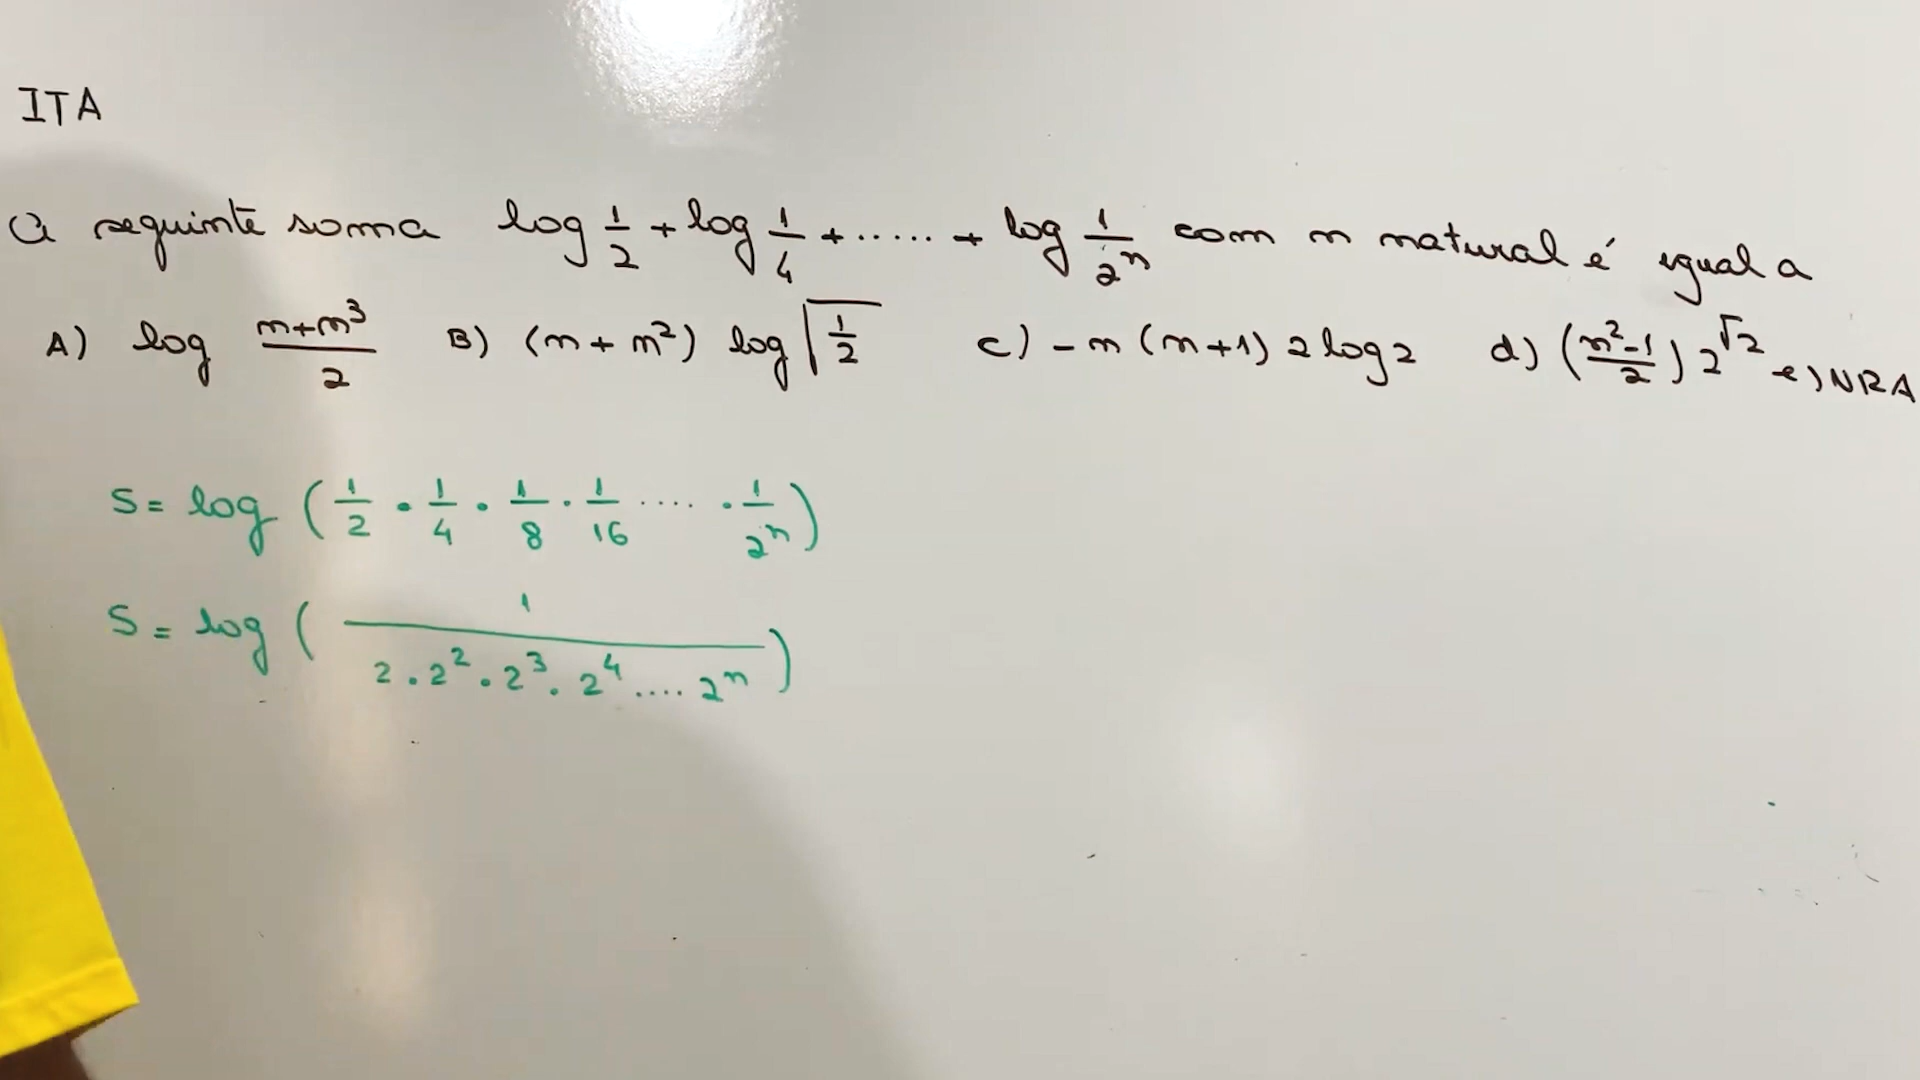 ITA
A seguinte soma log 1/2 + log 1/4 + ..... + log 1/2ⁿ com n natural é igual a
A) log (n+n³)/2 B) (n + n²) log √(1/2) c) - n (n+1) 2 log 2 d) ((n²-1)/2) 2^√2 e) NRA
S = log (1/2 · 1/4 · 1/8 · 1/16 .... · 1/2ⁿ)
S = log (1/(2 . 2² . 2³ . 2⁴ .... 2ⁿ))